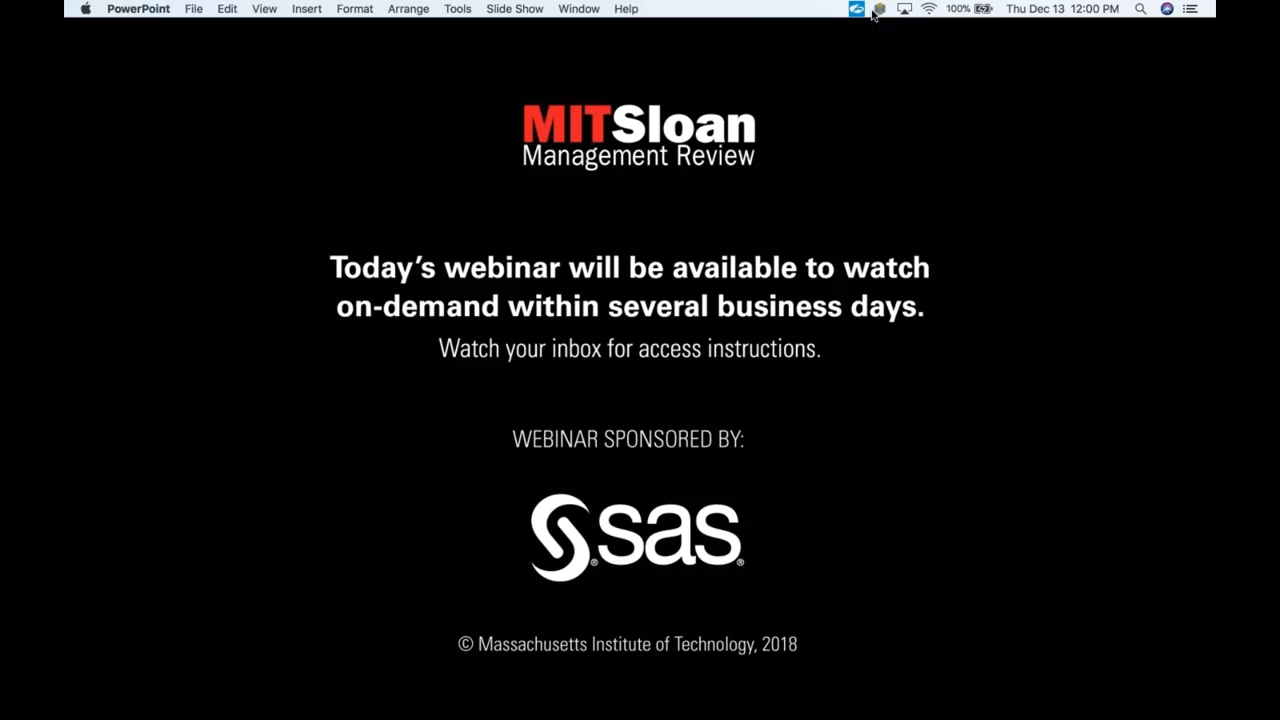 PowerPoint File Edit View Insert Format Arrange Tools Slide Show Window Help 100% Thu Dec 13 12:00 PM
MITSloan
Management Review
Today’s webinar will be available to watch
on-demand within several business days.
Watch your inbox for access instructions.
WEBINAR SPONSORED BY:
sas
© Massachusetts Institute of Technology, 2018